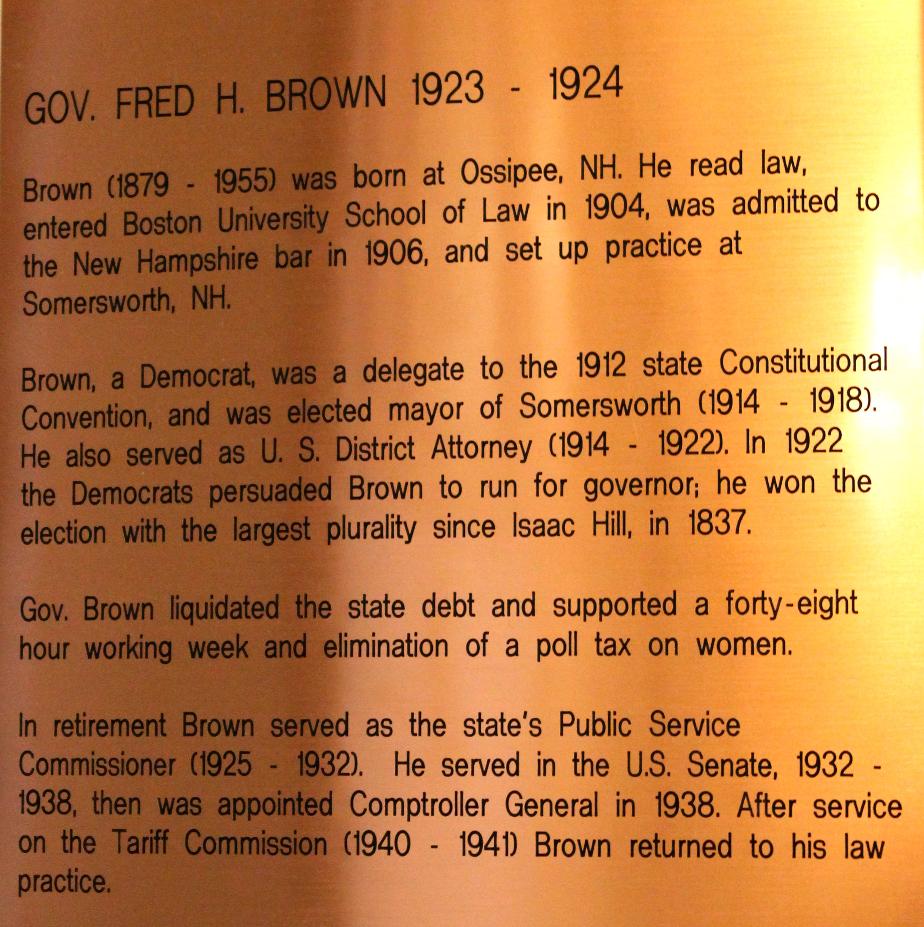 GOV. FRED H. BROWN 1923 - 1924
Brown (1879 - 1955) was born at Ossipee, NH. He read law,
entered Boston University School of Law in 1904, was admitted to
the New Hampshire bar in 1906, and set up practice at
Somersworth, NH.
Brown, a Democrat, was a delegate to the 1912 state Constitutional
Convention, and was elected mayor of Somersworth (1914 - 1918).
He also served as U. S. District Attorney (1914 - 1922). In 1922
the Democrats persuaded Brown to run for governor; he won the
election with the largest plurality since Isaac Hill, in 1837.
Gov. Brown liquidated the state debt and supported a forty-eight
hour working week and elimination of a poll tax on women.
In retirement Brown served as the state's Public Service
Commissioner (1925 - 1932). He served in the U.S. Senate, 1932 -
1938, then was appointed Comptroller General in 1938. After service
on the Tariff Commission (1940 - 1941) Brown returned to his law
practice.